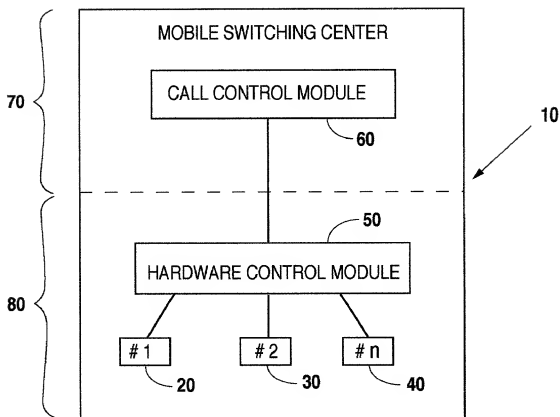 MOBILE SWITCHING CENTER
70
CALL CONTROL MODULE
10
60
50
HARDWARE CONTROL MODULE
80
# 1 # 2 # n
20 30 40